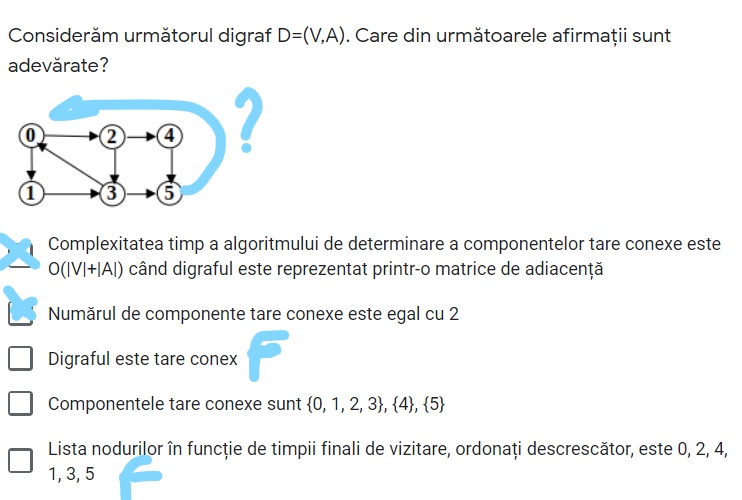 Considerăm următorul digraf D=(V,A). Care din următoarele afirmații sunt
adevărate?
?
0 2 4
1 3 5
Complexitatea timp a algoritmului de determinare a componentelor tare conexe este
O(|V|+|A|) când digraful este reprezentat printr-o matrice de adiacență
Numărul de componente tare conexe este egal cu 2
Digraful este tare conex F
Componentele tare conexe sunt {0, 1, 2, 3}, {4}, {5}
Lista nodurilor în funcție de timpii finali de vizitare, ordonați descrescător, este 0, 2, 4,
1, 3, 5 F